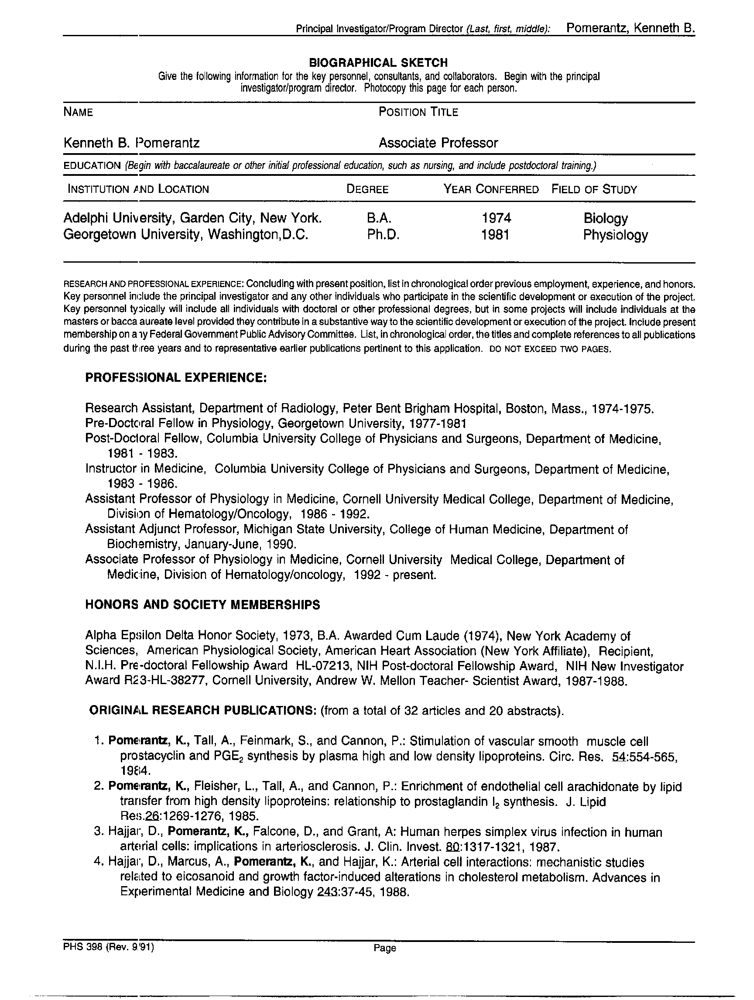 Principal Investigator/Program Director (Last, first, middle): Pomerantz, Kenneth B.
BIOGRAPHICAL SKETCH
Give the following information for the key personnel, consultants, and collaborators. Begin with the principal
investigator/program director. Photocopy this page for each person.
NAME POSITION TITLE
Kenneth B. Pomerantz Associate Professor
EDUCATION (Begin with baccalaureate or other initial professional education, such as nursing, and include postdoctoral training.)
INSTITUTION AND LOCATION DEGREE YEAR CONFERRED FIELD OF STUDY
Adelphi University, Garden City, New York. B.A. 1974 Biology
Georgetown University, Washington,D.C. Ph.D. 1981 Physiology
RESEARCH AND PROFESSIONAL EXPERIENCE: Concluding with present position, list in chronological order previous employment, experience, and honors.
Key personnel include the principal investigator and any other individuals who participate in the scientific development or execution of the project.
Key personnel typically will include all individuals with doctoral or other professional degrees, but in some projects will include individuals at the
masters or baccalaureate level provided they contribute in a substantive way to the scientific development or execution of the project. Include present
membership on any Federal Government Public Advisory Committee. List, in chronological order, the titles and complete references to all publications
during the past three years and to representative earlier publications pertinent to this application. DO NOT EXCEED TWO PAGES.
PROFESSIONAL EXPERIENCE:
Research Assistant, Department of Radiology, Peter Bent Brigham Hospital, Boston, Mass., 1974-1975.
Pre-Doctoral Fellow in Physiology, Georgetown University, 1977-1981
Post-Doctoral Fellow, Columbia University College of Physicians and Surgeons, Department of Medicine,
1981 - 1983.
Instructor in Medicine, Columbia University College of Physicians and Surgeons, Department of Medicine,
1983 - 1986.
Assistant Professor of Physiology in Medicine, Cornell University Medical College, Department of Medicine,
Division of Hematology/Oncology, 1986 - 1992.
Assistant Adjunct Professor, Michigan State University, College of Human Medicine, Department of
Biochemistry, January-June, 1990.
Associate Professor of Physiology in Medicine, Cornell University Medical College, Department of
Medicine, Division of Hematology/oncology, 1992 - present.
HONORS AND SOCIETY MEMBERSHIPS
Alpha Epsilon Delta Honor Society, 1973, B.A. Awarded Cum Laude (1974), New York Academy of
Sciences, American Physiological Society, American Heart Association (New York Affiliate), Recipient,
N.I.H. Pre-doctoral Fellowship Award HL-07213, NIH Post-doctoral Fellowship Award, NIH New Investigator
Award R23-HL-38277, Cornell University, Andrew W. Mellon Teacher- Scientist Award, 1987-1988.
ORIGINAL RESEARCH PUBLICATIONS: (from a total of 32 articles and 20 abstracts).
1. Pomerantz, K., Tall, A., Feinmark, S., and Cannon, P.: Stimulation of vascular smooth muscle cell
prostacyclin and PGE₂ synthesis by plasma high and low density lipoproteins. Circ. Res. 54:554-565,
1984.
2. Pomerantz, K., Fleisher, L., Tall, A., and Cannon, P.: Enrichment of endothelial cell arachidonate by lipid
transfer from high density lipoproteins: relationship to prostaglandin I₂ synthesis. J. Lipid
Res.26:1269-1276, 1985.
3. Hajjar, D., Pomerantz, K., Falcone, D., and Grant, A: Human herpes simplex virus infection in human
arterial cells: implications in arteriosclerosis. J. Clin. Invest. 80:1317-1321, 1987.
4. Hajjar, D., Marcus, A., Pomerantz, K., and Hajjar, K.: Arterial cell interactions: mechanistic studies
related to eicosanoid and growth factor-induced alterations in cholesterol metabolism. Advances in
Experimental Medicine and Biology 243:37-45, 1988.
PHS 398 (Rev. 9/91) Page